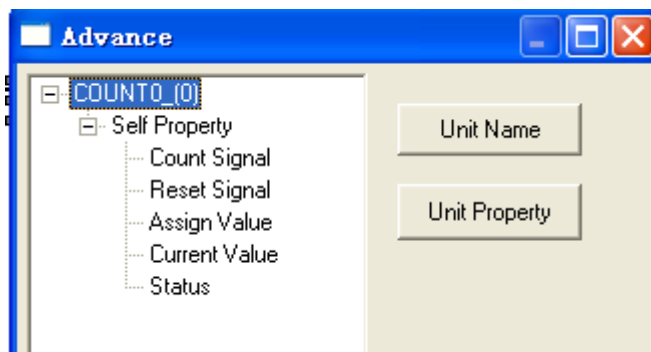 Advance
COUNT0_(0)
Self Property
Count Signal
Reset Signal
Assign Value
Current Value
Status
Unit Name
Unit Property